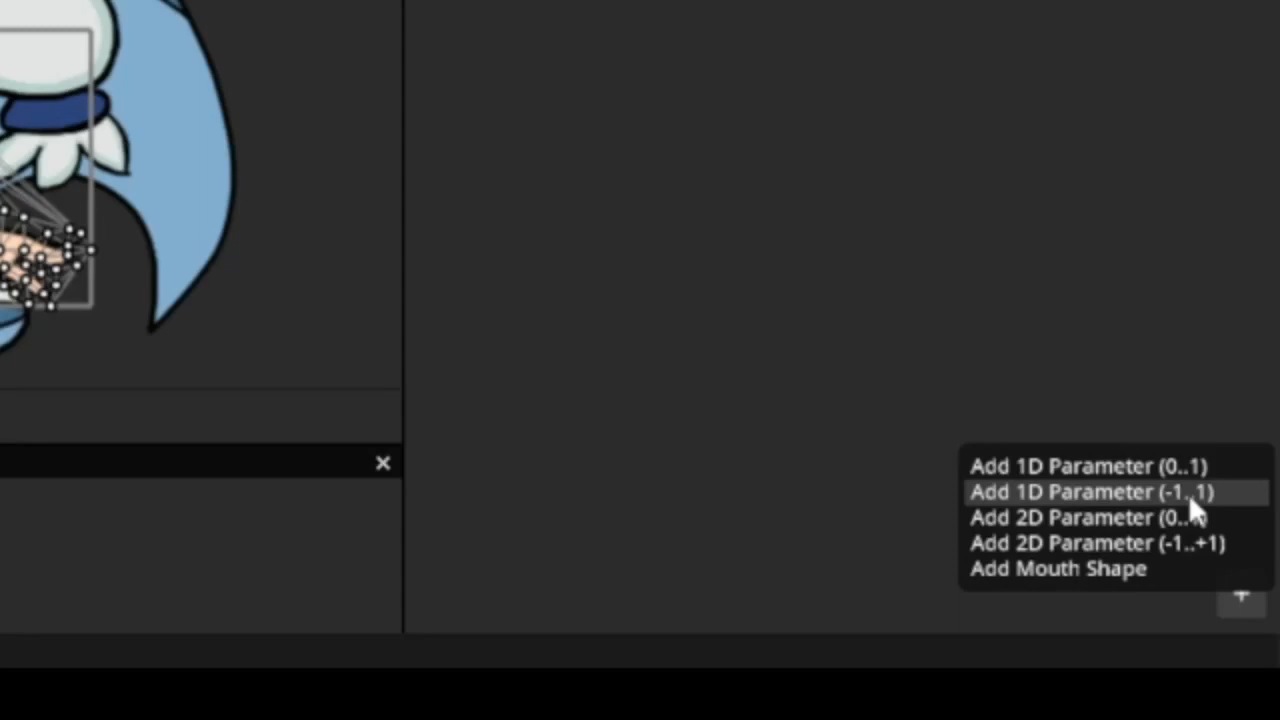 Add 1D Parameter (0..1)
Add 1D Parameter (-1..1)
Add 2D Parameter (0..
Add 2D Parameter (-1..+1)
Add Mouth Shape